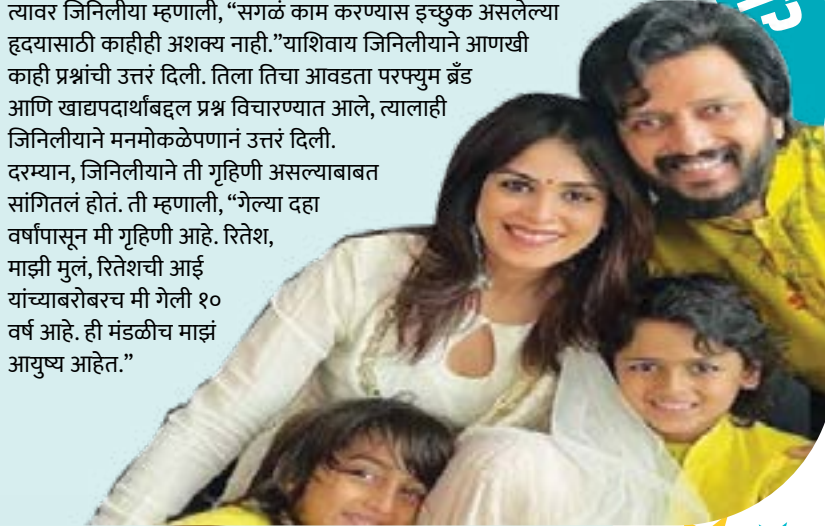 त्यावर जिनिलीया म्हणाली, “सगळं काम करण्यास इच्छुक असलेल्या
हृदयासाठी काहीही अशक्य नाही.”याशिवाय जिनिलीयाने आणखी
काही प्रश्नांची उत्तरं दिली. तिला तिचा आवडता परफ्युम ब्रँड
आणि खाद्यपदार्थांबद्दल प्रश्न विचारण्यात आले, त्यालाही
जिनिलीयाने मनमोकळेपणानं उत्तरं दिली.
दरम्यान, जिनिलीयाने ती गृहिणी असल्याबाबत
सांगितलं होतं. ती म्हणाली, “गेल्या दहा
वर्षांपासून मी गृहिणी आहे. रितेश,
माझी मुलं, रितेशची आई
यांच्याबरोबरच मी गेली १०
वर्ष आहे. ही मंडळीच माझं
आयुष्य आहेत.”